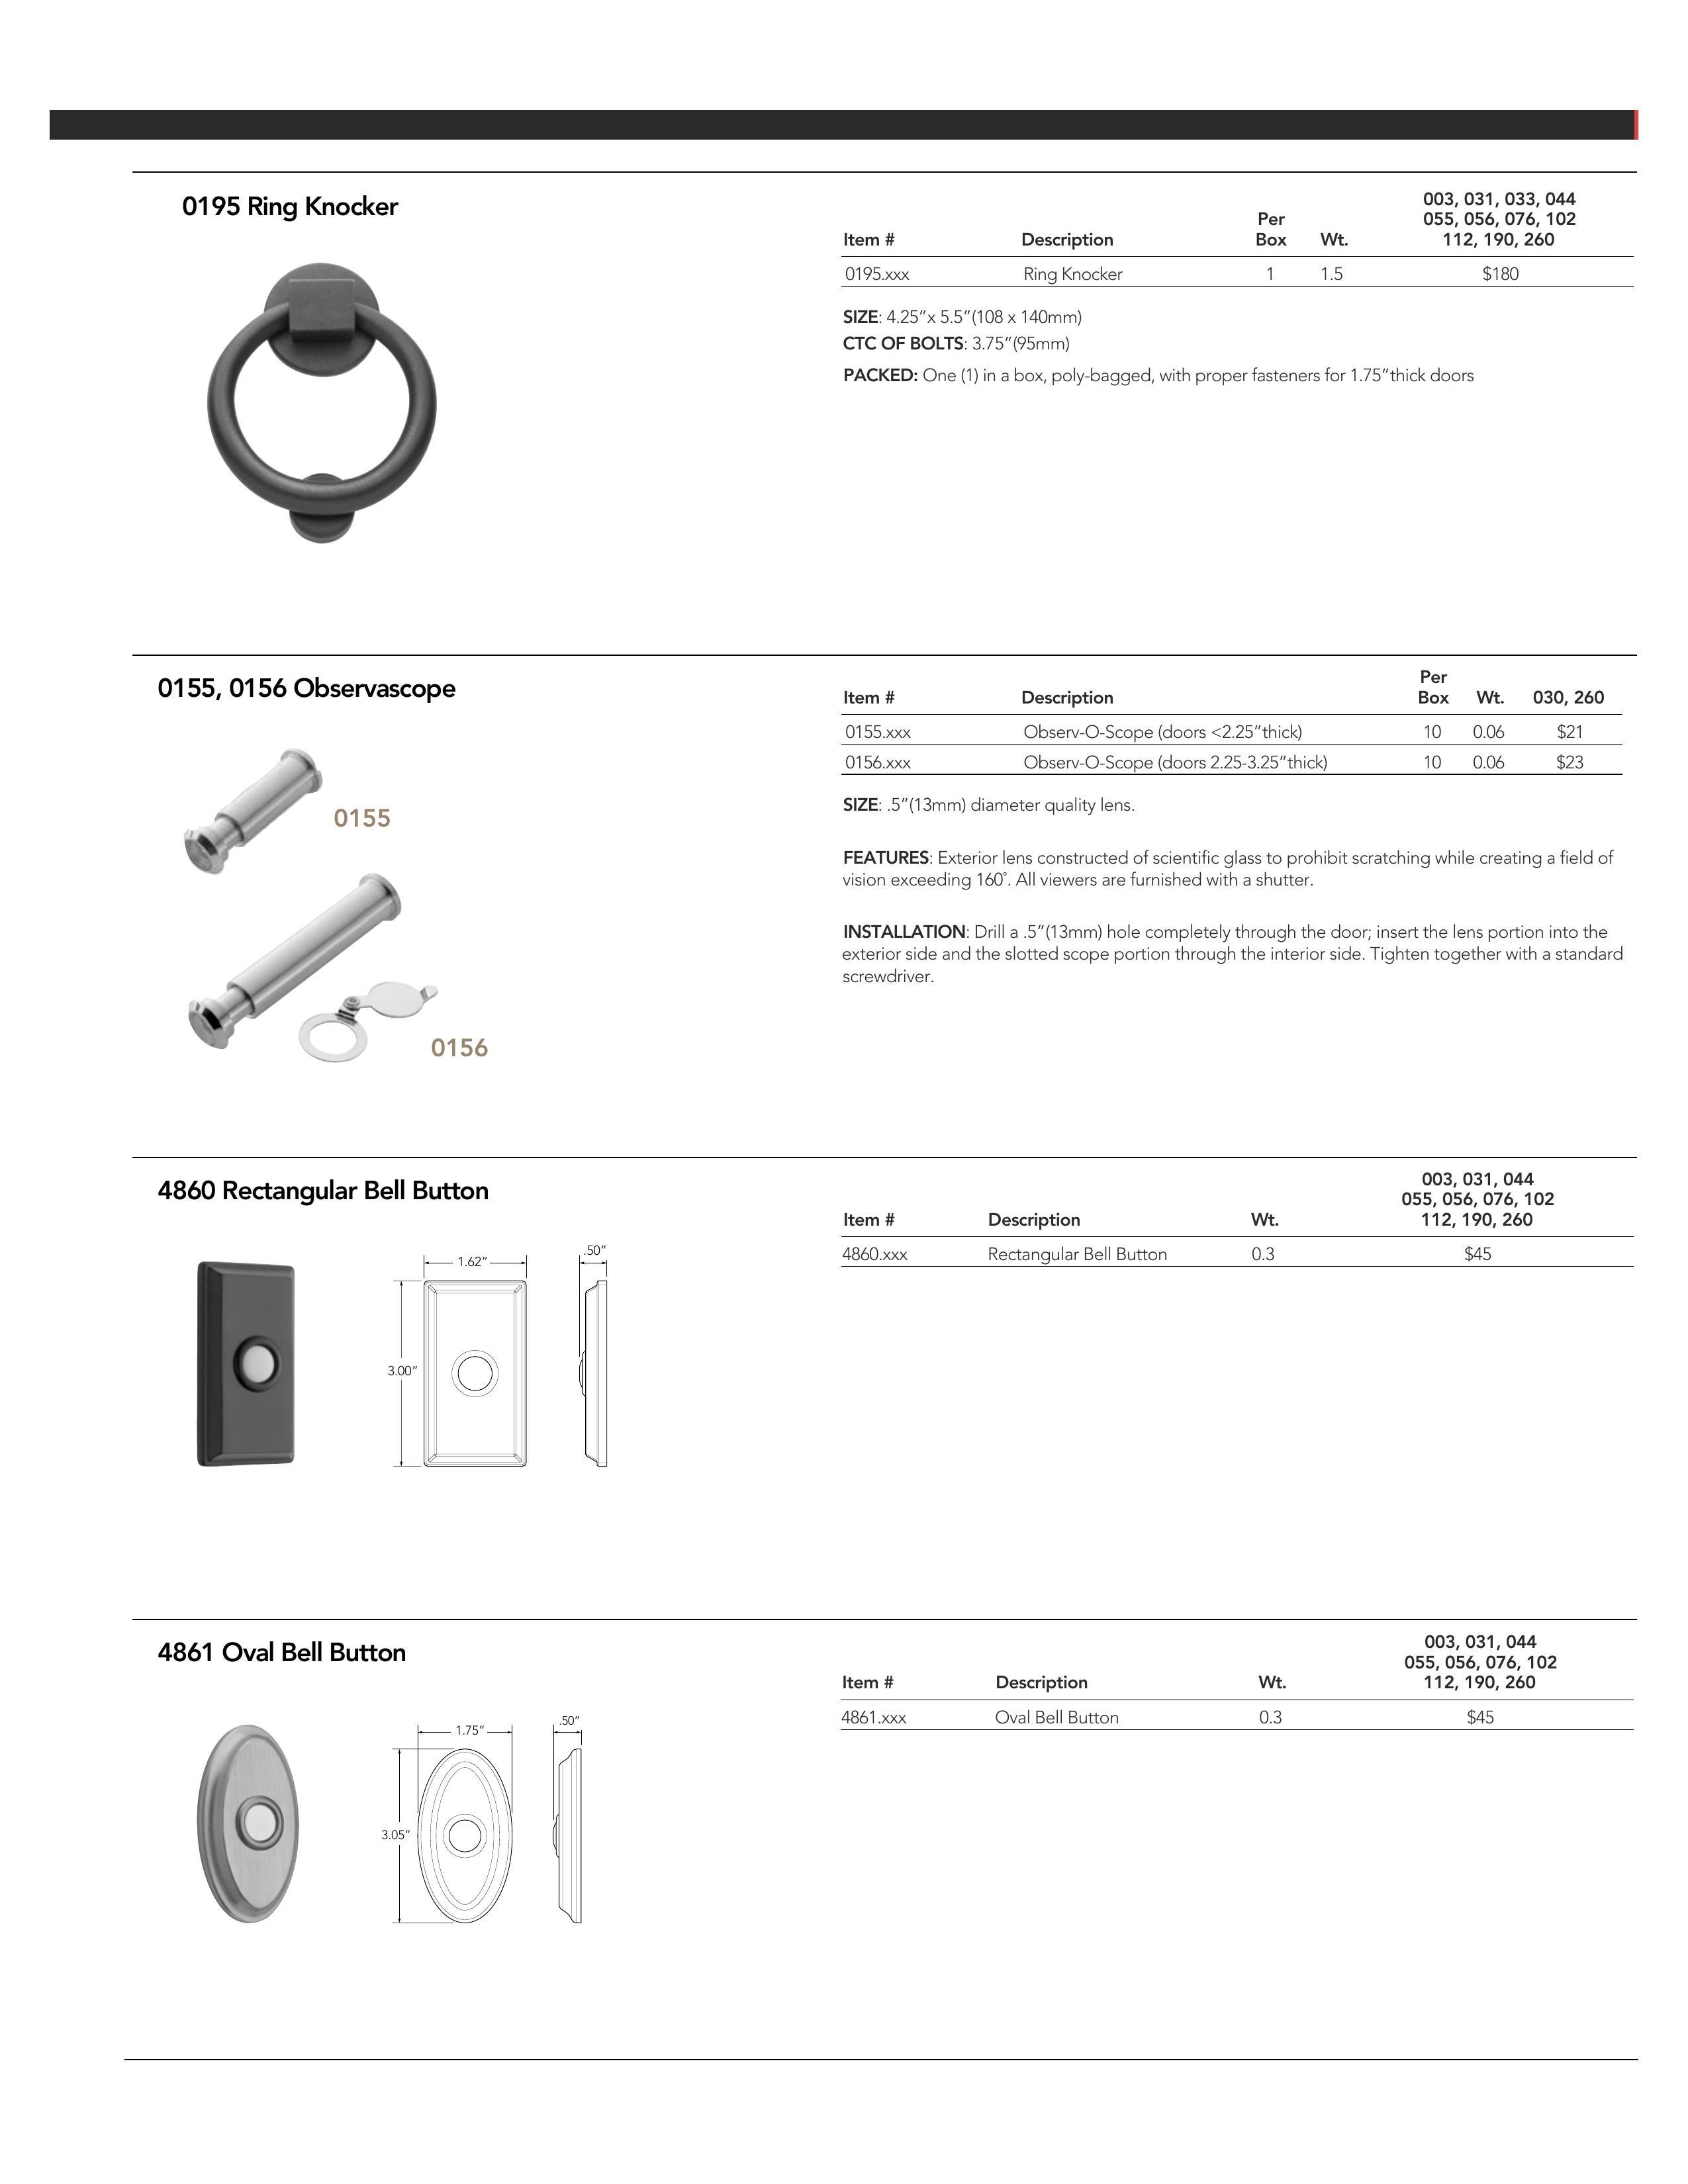 0195 Ring Knocker
003, 031, 033, 044
055, 056, 076, 102
112, 190, 260
Per
Box
Item # Description Wt.
0195.xxx Ring Knocker 1 1.5 $180
SIZE: 4.25”x 5.5”(108 x 140mm)
CTC OF BOLTS: 3.75”(95mm)
PACKED: One (1) in a box, poly-bagged, with proper fasteners for 1.75”thick doors
0155, 0156 Observascope
0155
0156
Per
Item # Description Box Wt. 030, 260
0155.xxx Observ-O-Scope (doors <2.25”thick) 10 0.06 $21
0156.xxx Observ-O-Scope (doors 2.25-3.25”thick) 10 0.06 $23
SIZE: .5”(13mm) diameter quality lens.
FEATURES: Exterior lens constructed of scientific glass to prohibit scratching while creating a field of
vision exceeding 160°. All viewers are furnished with a shutter.
INSTALLATION: Drill a .5”(13mm) hole completely through the door; insert the lens portion into the
exterior side and the slotted scope portion through the interior side. Tighten together with a standard
screwdriver.
4860 Rectangular Bell Button
1.62”
.50”
3.00”
003, 031, 044
055, 056, 076, 102
Item # Description Wt. 112, 190, 260
4860.xxx Rectangular Bell Button 0.3 $45
4861 Oval Bell Button
1.75”
.50”
3.05”
003, 031, 044
055, 056, 076, 102
Item # Description Wt. 112, 190, 260
4861.xxx Oval Bell Button 0.3 $45